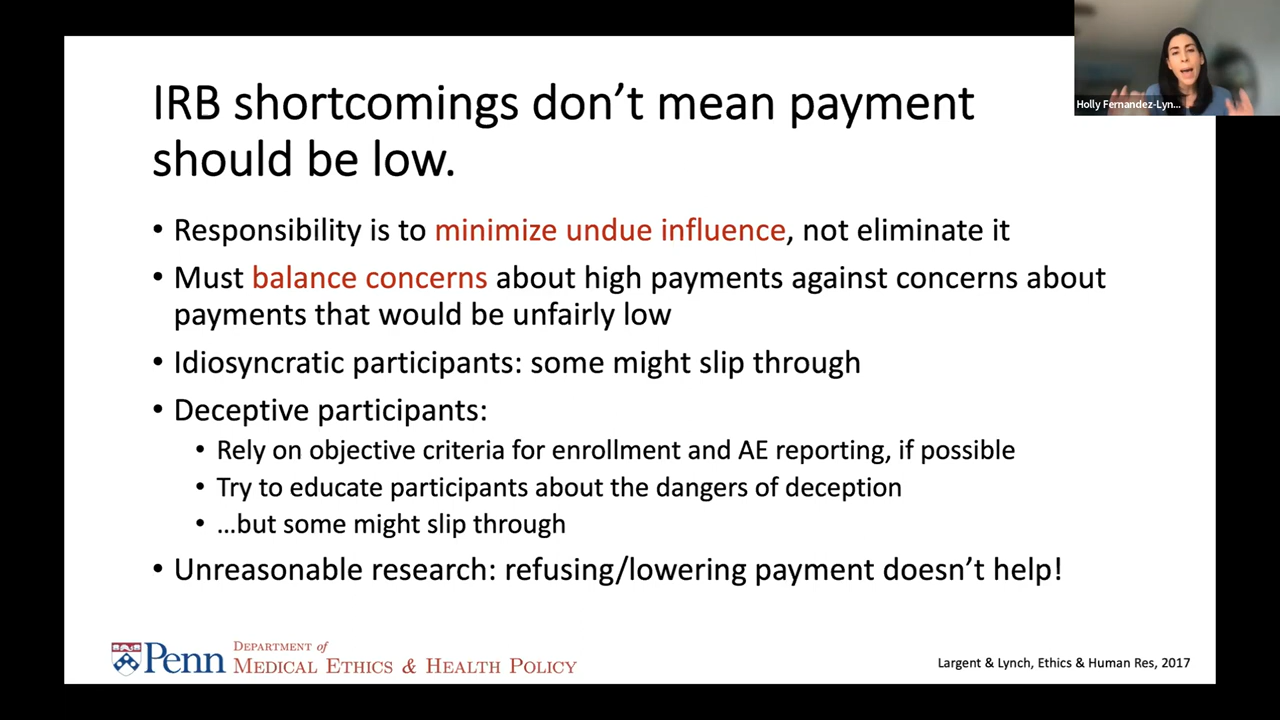 Holly Fernandez-Lyn...
IRB shortcomings don’t mean payment
should be low.
• Responsibility is to minimize undue influence, not eliminate it
• Must balance concerns about high payments against concerns about
payments that would be unfairly low
• Idiosyncratic participants: some might slip through
• Deceptive participants:
• Rely on objective criteria for enrollment and AE reporting, if possible
• Try to educate participants about the dangers of deception
• …but some might slip through
• Unreasonable research: refusing/lowering payment doesn’t help!
Penn
DEPARTMENT of
MEDICAL ETHICS & HEALTH POLICY
Largent & Lynch, Ethics & Human Res, 2017